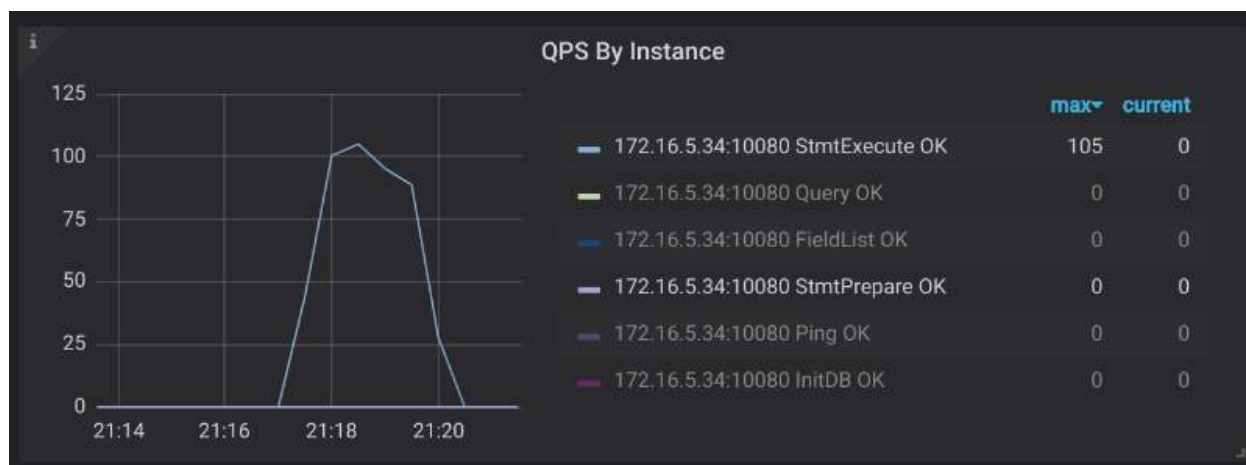 i
QPS By Instance
125
100
75
50
25
0
21:14 21:16 21:18 21:20
max current
172.16.5.34:10080 StmtExecute OK 105 0
172.16.5.34:10080 Query OK 0 0
172.16.5.34:10080 FieldList OK 0 0
172.16.5.34:10080 StmtPrepare OK 0 0
172.16.5.34:10080 Ping OK 0 0
172.16.5.34:10080 InitDB OK 0 0